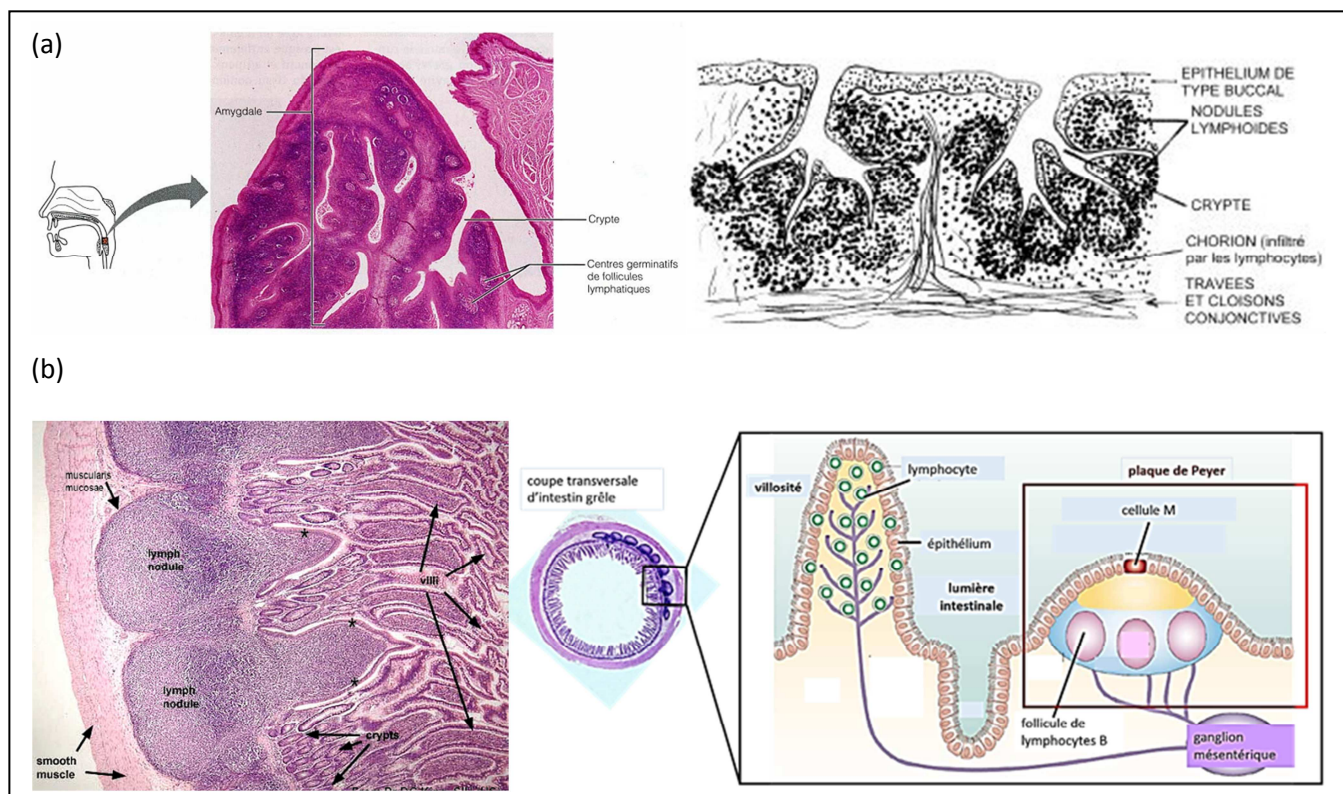 (a)
Amygdale
Crypte
Centres germinatifs
de follicules
lymphatiques
EPITHELIUM DE
TYPE BUCCAL
NODULES
LYMPHOIDES
CRYPTE
CHORION (infiltré
par les lymphocytes)
TRAVEES
ET CLOISONS
CONJONCTIVES
(b)
muscularis
mucosae
lymph
nodule
*
villi
*
lymph
nodule
*
crypts
smooth
muscle
coupe transversale
d'intestin grêle
villosité
lymphocyte
épithélium
lumière
intestinale
plaque de Peyer
cellule M
follicule de
lymphocytes B
ganglion
mésentérique